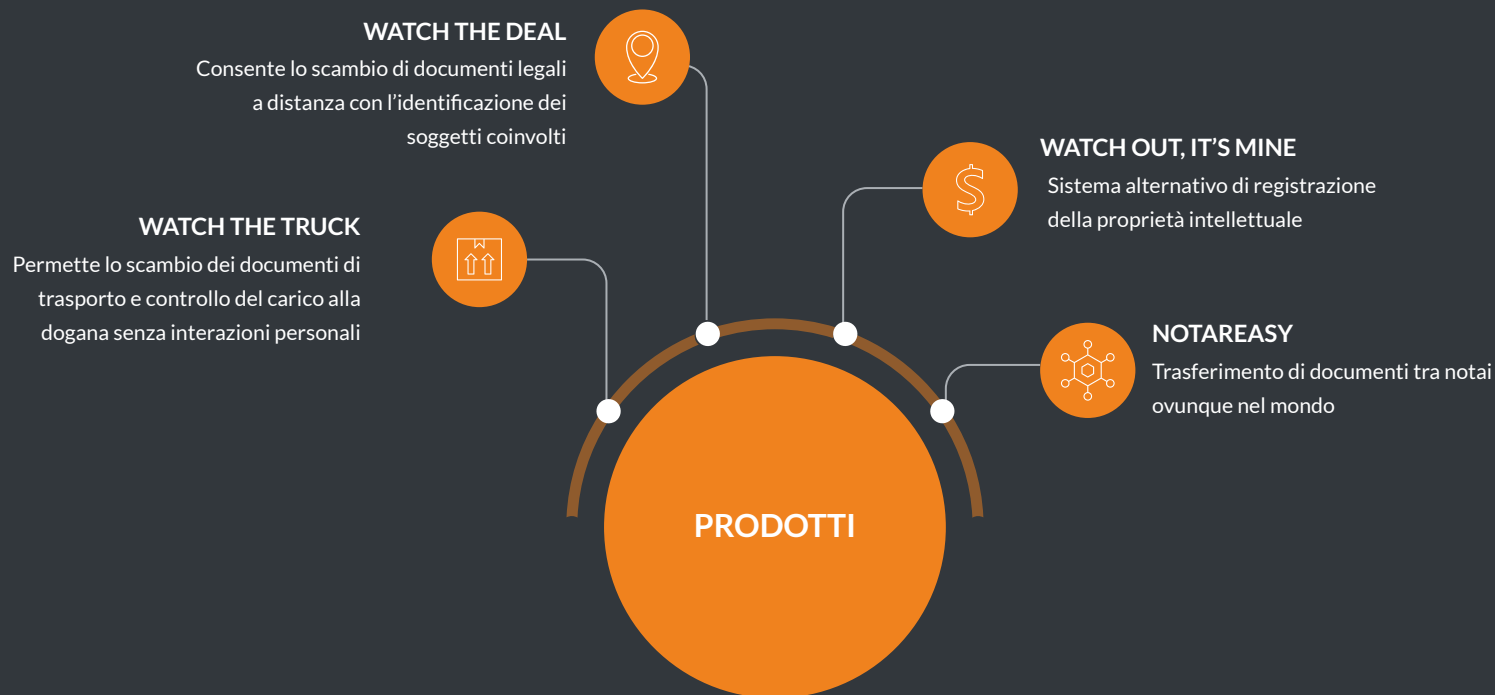 WATCH THE DEAL
Consente lo scambio di documenti legali
a distanza con l’identificazione dei
soggetti coinvolti
WATCH THE TRUCK
Permette lo scambio dei documenti di
trasporto e controllo del carico alla
dogana senza interazioni personali
WATCH OUT, IT’S MINE
Sistema alternativo di registrazione
della proprietà intellettuale
NOTAREASY
Trasferimento di documenti tra notai
ovunque nel mondo
PRODOTTI